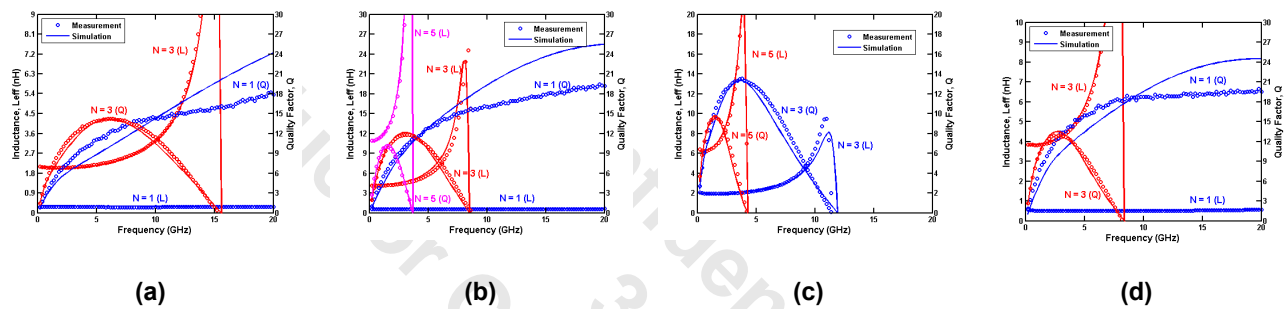 Inductance, Leff (nH)
9
8.1
7.2
6.3
5.4
4.5
3.6
2.7
1.8
0.9
0
Measurement
Simulation
N = 3 (L)
N = 3 (Q)
N = 1 (Q)
N = 1 (L)
30
27
24
21
18
15
12
9
6
3
0
Quality Factor, Q
0 5 10 15 20
Frequency (GHz)
(a)
Inductance, Leff (nH)
30
27
24
21
18
15
12
9
6
3
0
Measurement
Simulation
N = 5 (L)
N = 3 (L)
N = 1 (Q)
N = 3 (Q)
N = 3 (L)
N = 5 (Q)
N = 1 (L)
30
27
24
21
18
15
12
9
6
3
0
Quality Factor, Q
0 5 10 15 20
Frequency (GHz)
(b)
Inductance, Leff (nH)
20
18
16
14
12
10
8
6
4
2
0
Measurement
Simulation
N = 5 (L)
N = 3 (Q)
N = 5 (Q)
N = 3 (L)
20
18
16
14
12
10
8
6
4
2
0
Quality Factor, Q
0 5 10 15 20
Frequency (GHz)
(c)
Inductance, Leff (nH)
10
9
8
7
6
5
4
3
2
1
0
Measurement
Simulation
N = 3 (L)
N = 1 (Q)
N = 3 (Q)
N = 1 (L)
30
27
24
21
18
15
12
9
6
3
0
Quality Factor, Q
0 5 10 15 20
Frequency (GHz)
(d)